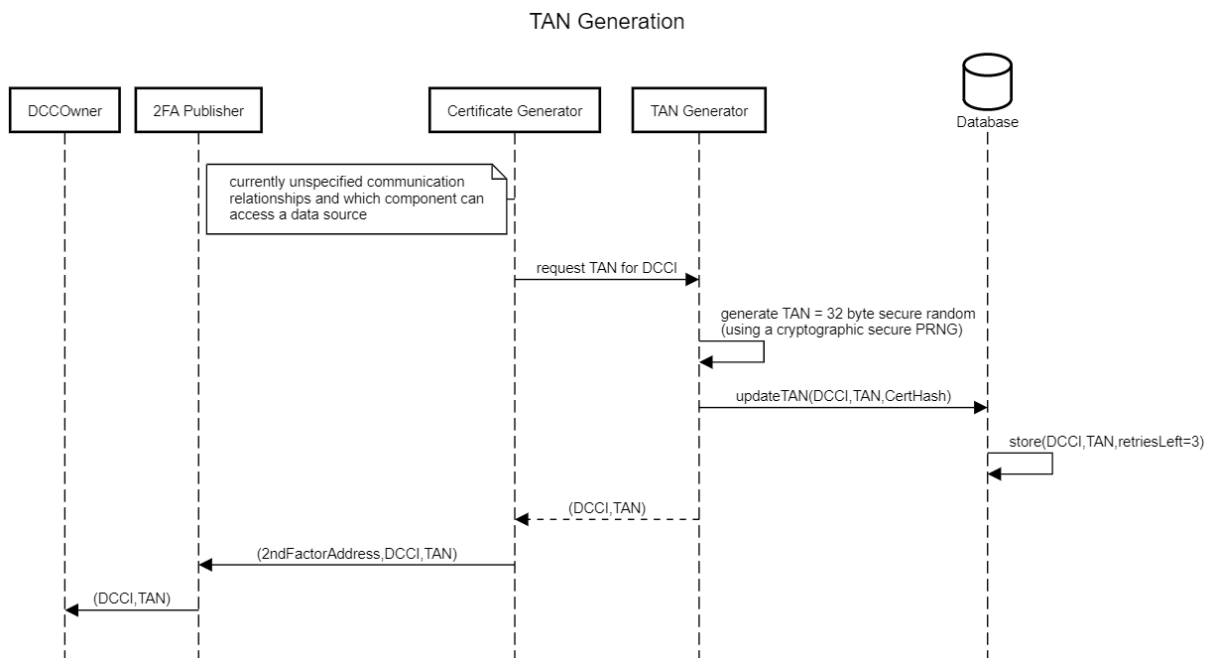 TAN Generation
DCCOwner
2FA Publisher
Certificate Generator
TAN Generator
Database
currently unspecified communication
relationships and which component can
access a data source
request TAN for DCCI
generate TAN = 32 byte secure random
(using a cryptographic secure PRNG)
updateTAN(DCCI,TAN,CertHash)
store(DCCI,TAN,retriesLeft=3)
(DCCI,TAN)
(2ndFactorAddress,DCCI,TAN)
(DCCI,TAN)